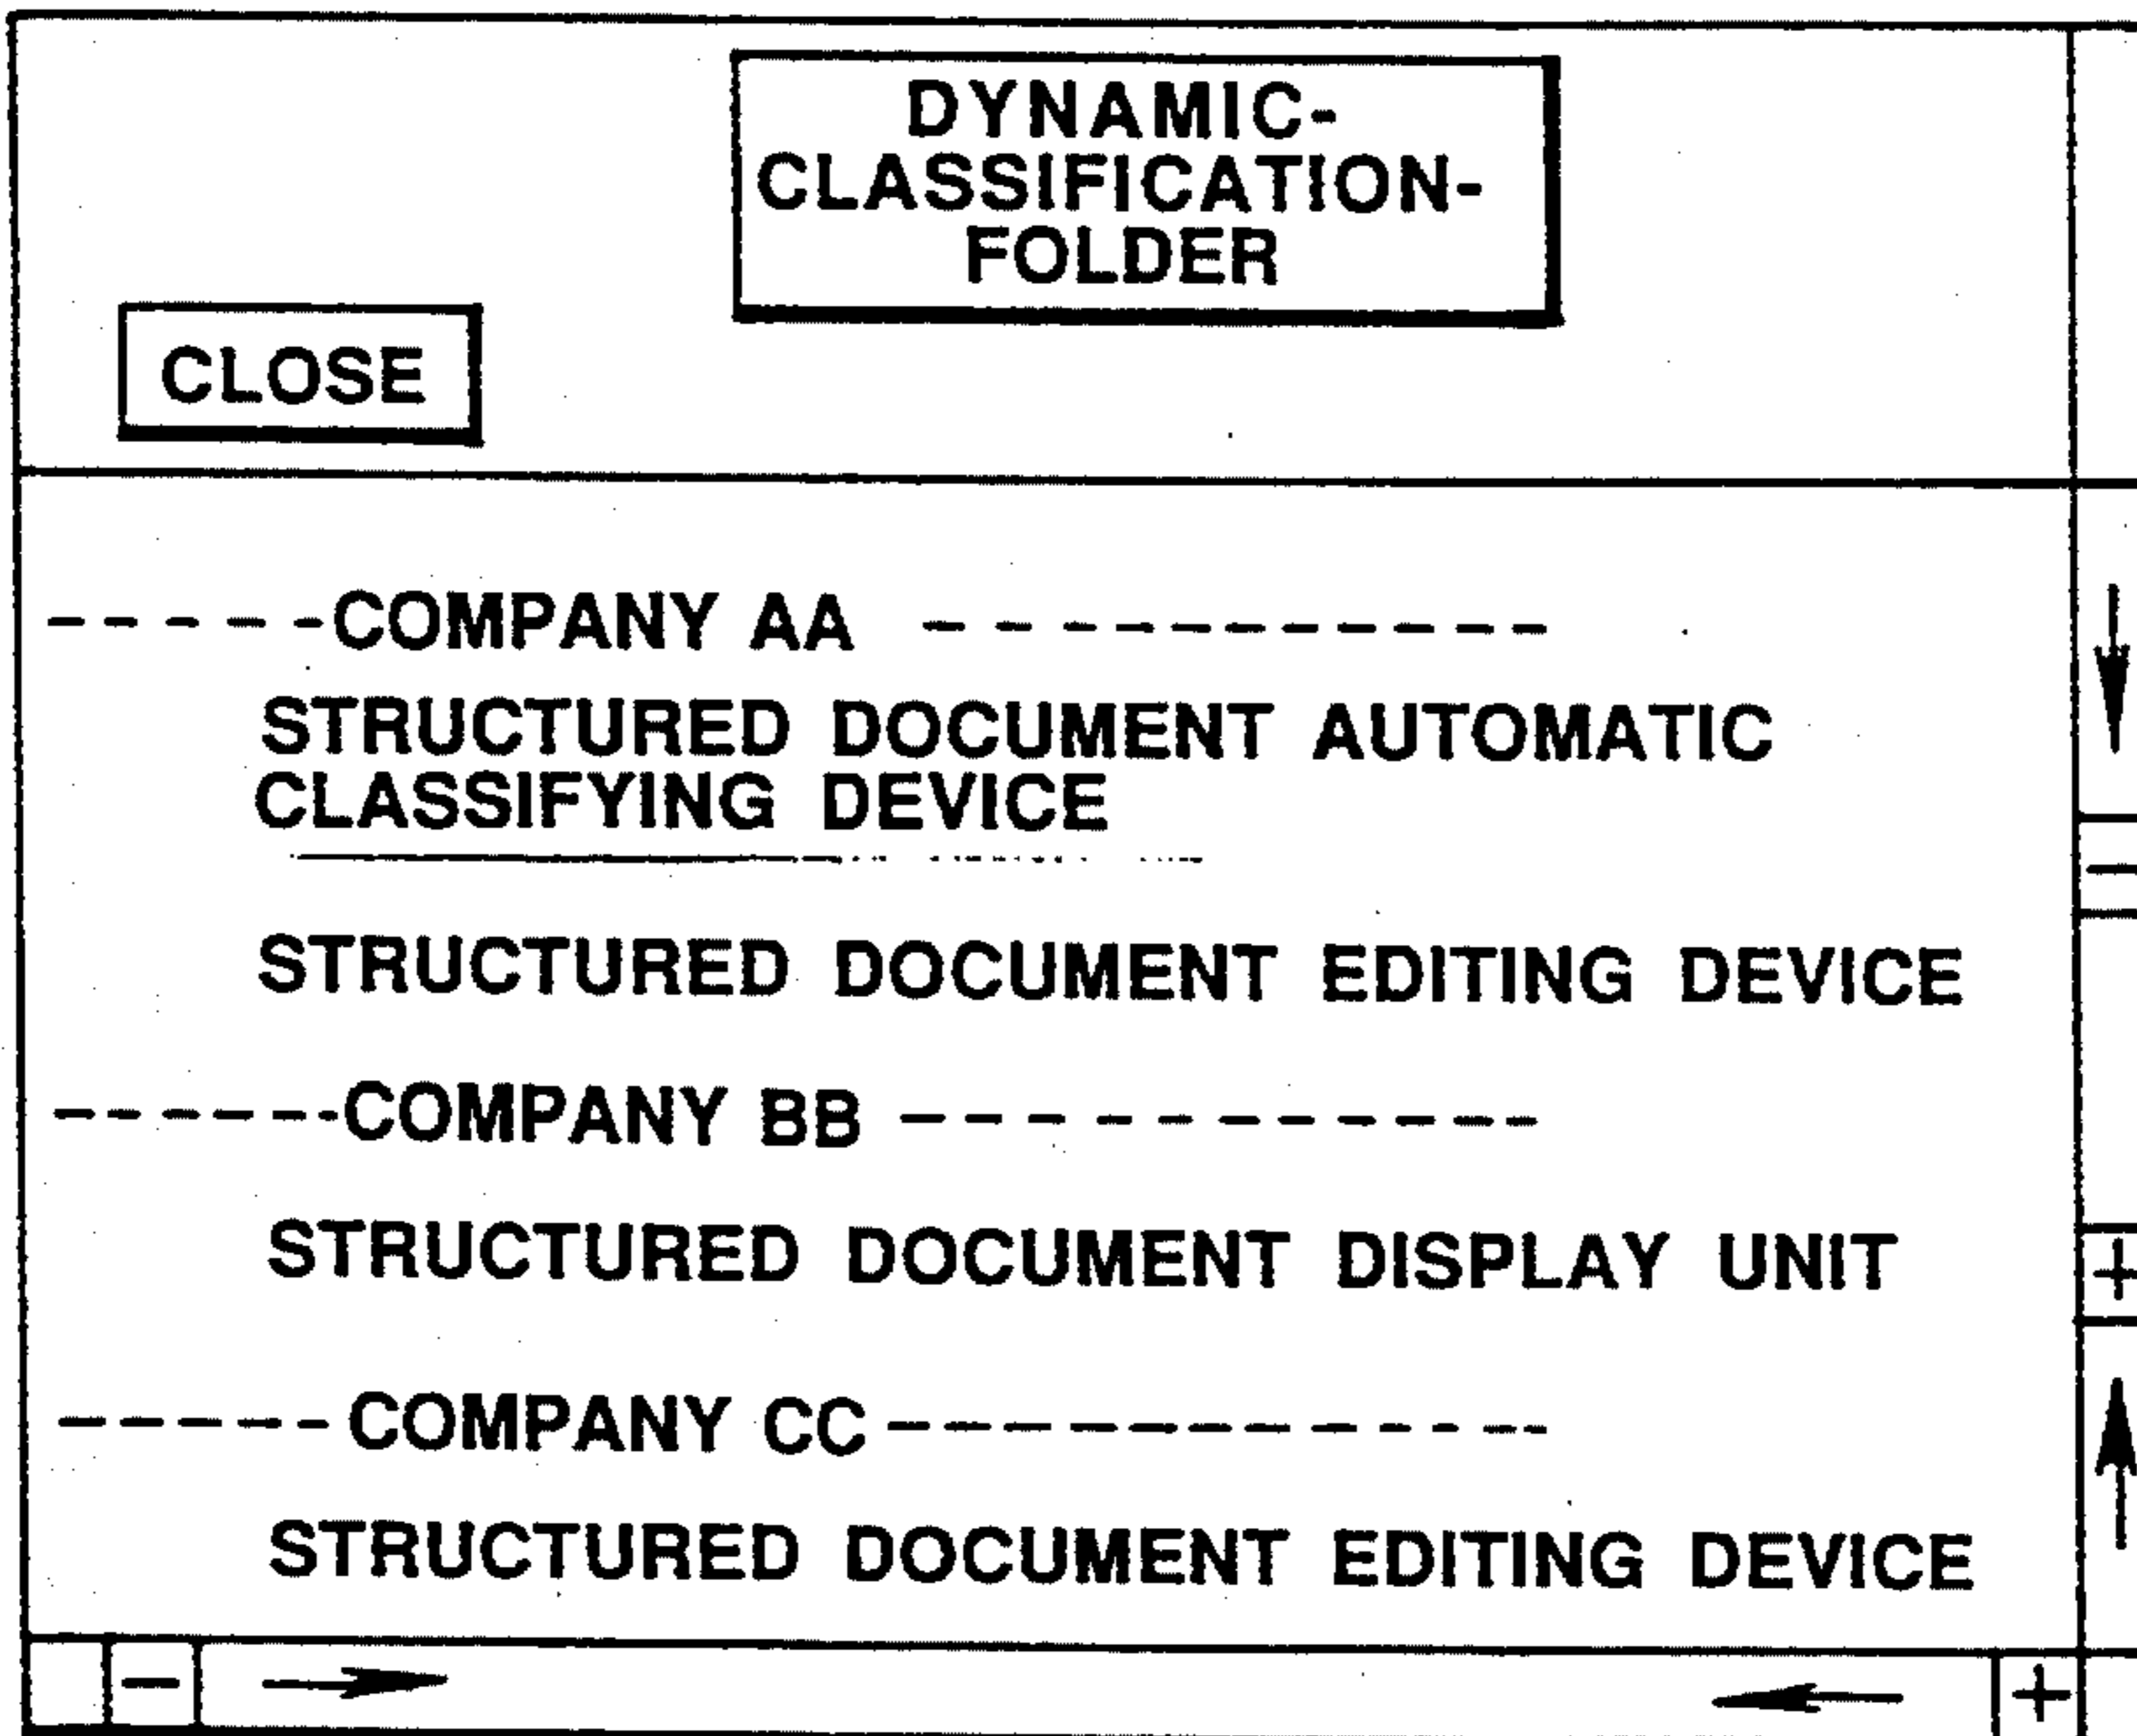 DYNAMIC-
CLASSIFICATION-
FOLDER
CLOSE
-----COMPANY AA -----------
STRUCTURED DOCUMENT AUTOMATIC
CLASSIFYING DEVICE
STRUCTURED DOCUMENT EDITING DEVICE
------COMPANY BB -----------
STRUCTURED DOCUMENT DISPLAY UNIT
-----COMPANY CC------------
STRUCTURED DOCUMENT EDITING DEVICE